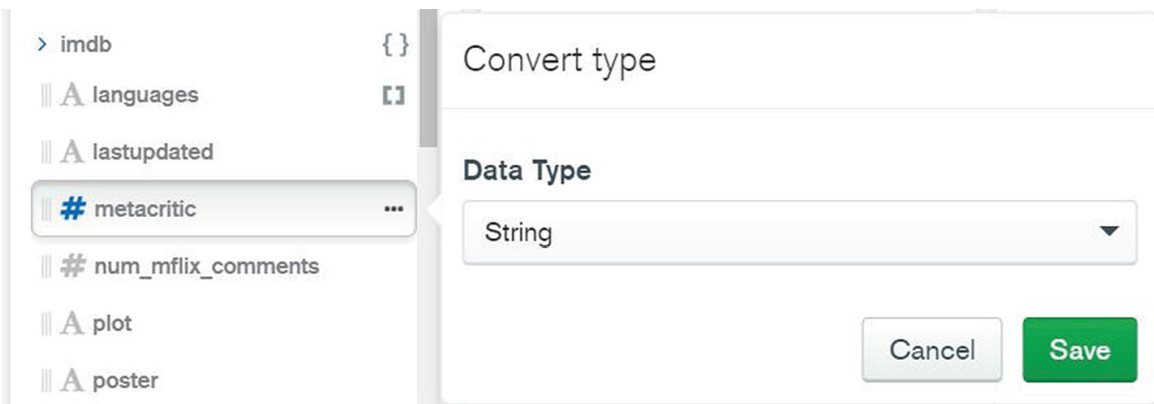 > imdb { }
A languages [ ]
A lastupdated
# metacritic ...
# num_mflix_comments
A plot
A poster
Convert type
Data Type
String
Cancel Save